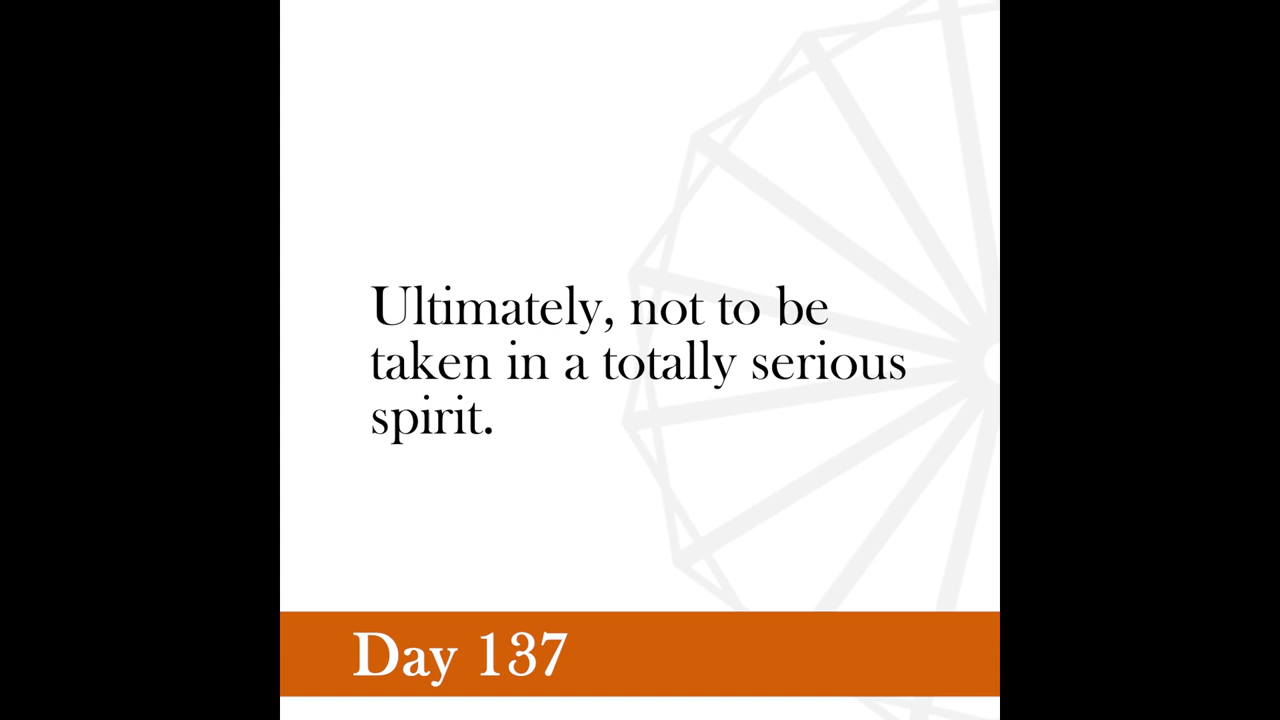 Ultimately, not to be
taken in a totally serious
spirit.
Day 137